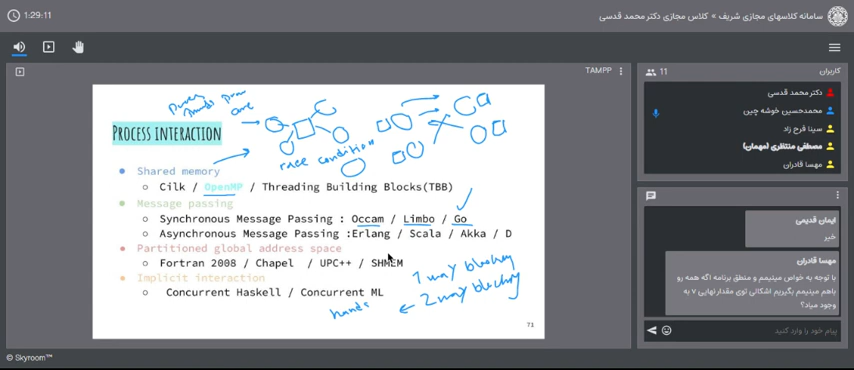 1:29:11
سامانه کلاسهای مجازی شریف » کلاس مجازی دکتر محمد قدسی
TAMPP
PROCESS INTERACTION
race condition
Shared memory
Cilk / OpenMP / Threading Building Blocks(TBB)
Message passing
Synchronous Message Passing : Occam / Limbo / Go
Asynchronous Message Passing :Erlang / Scala / Akka / D
Partitioned global address space
Fortran 2008 / Chapel / UPC++ / SHMEM
Implicit interaction
Concurrent Haskell / Concurrent ML
1 way blocking
2 way blocking
71
کاربران
11
دکتر محمد قدسی
محمدحسین خوشه چین
سینا فرح زاد
مصطفی منتظری (مهمان)
مهسا قادران
ایمان قدیمی
خیر
مهسا قادران
با توجه به خواص مینیمم و منطق برنامه اگه همه رو
باهم مینیمم بگیریم اشکالی توی مقدار نهایی ۷ به
وجود میاد؟
پیام خود را وارد کنید.
© Skyroom™